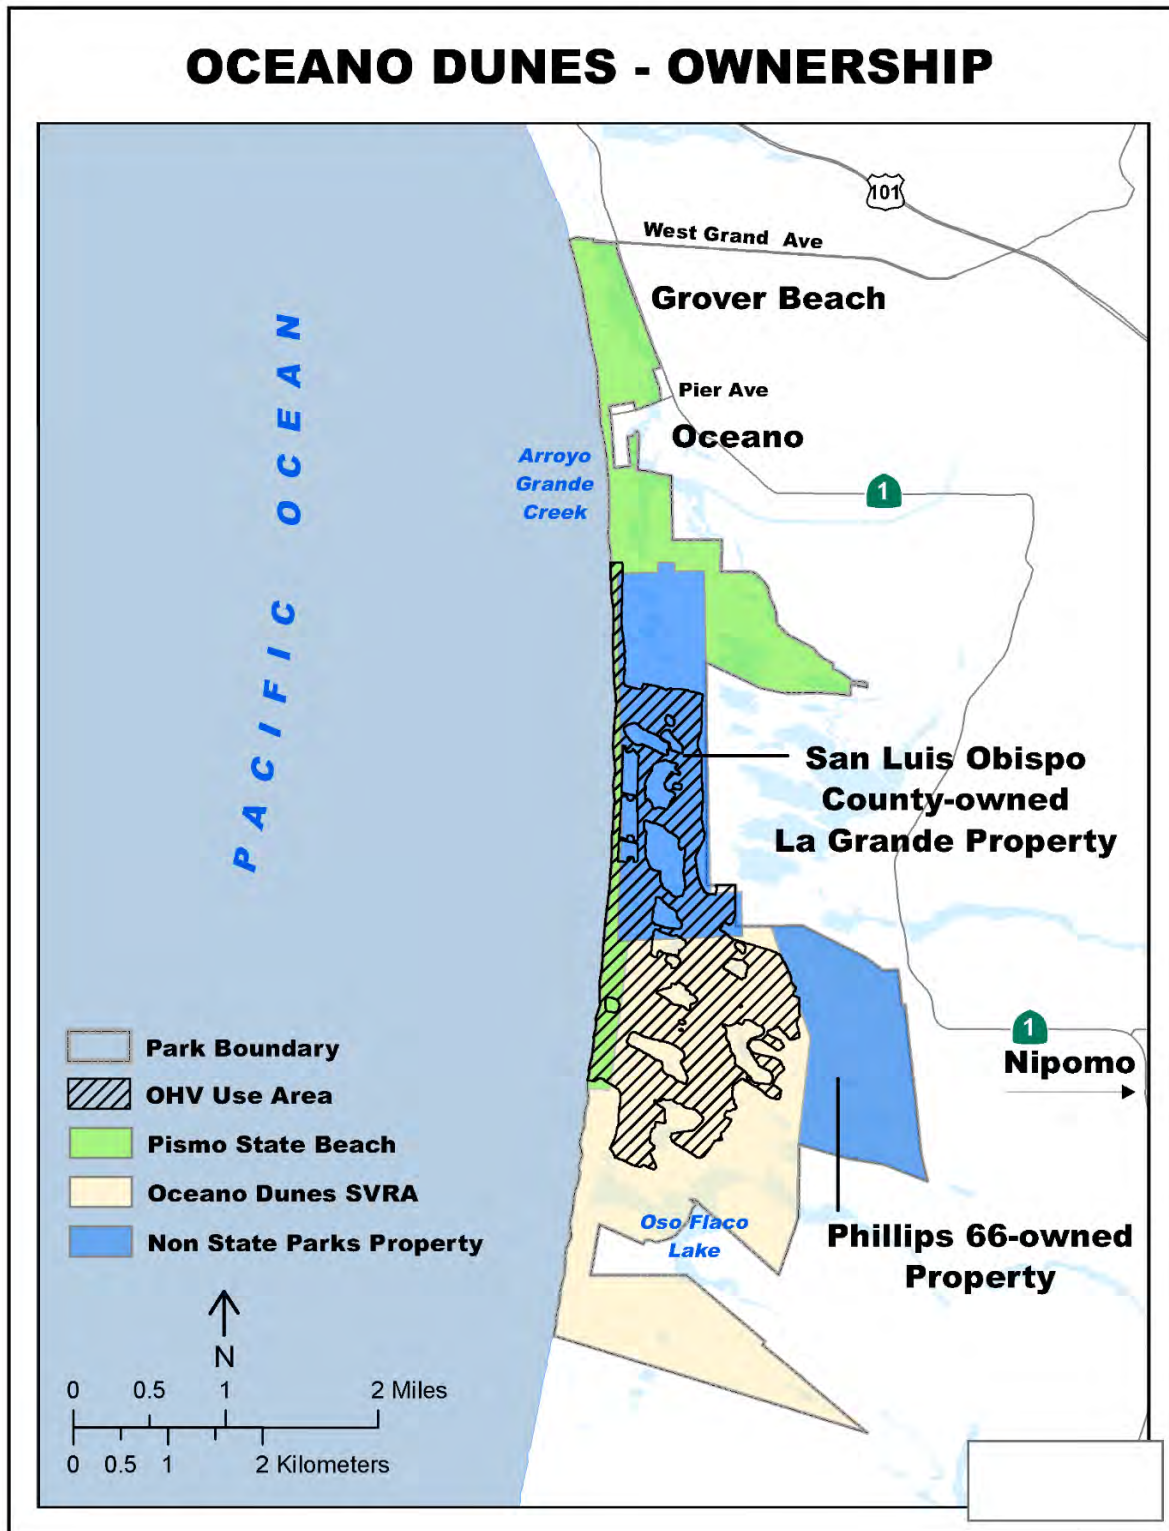 OCEANO DUNES - OWNERSHIP
101
West Grand Ave
Grover Beach
PACIFIC OCEAN
Pier Ave
Oceano
Arroyo
Grande
Creek
1
San Luis Obispo
County-owned
La Grande Property
1
Nipomo
Park Boundary
OHV Use Area
Pismo State Beach
Oceano Dunes SVRA
Non State Parks Property
Oso Flaco
Lake
Phillips 66-owned
Property
N
0 0.5 1 2 Miles
0 0.5 1 2 Kilometers